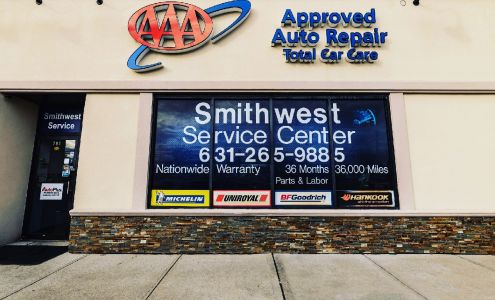 AAA
Approved
Auto Repair
Total Car Care
Smithwest
Service
Smithwest
Service Center
631-265-9885
Nationwide Warranty 36 Months 36,000 Miles
Parts & Labor
MICHELIN
UNIROYAL
BFGoodrich
HANKOOK